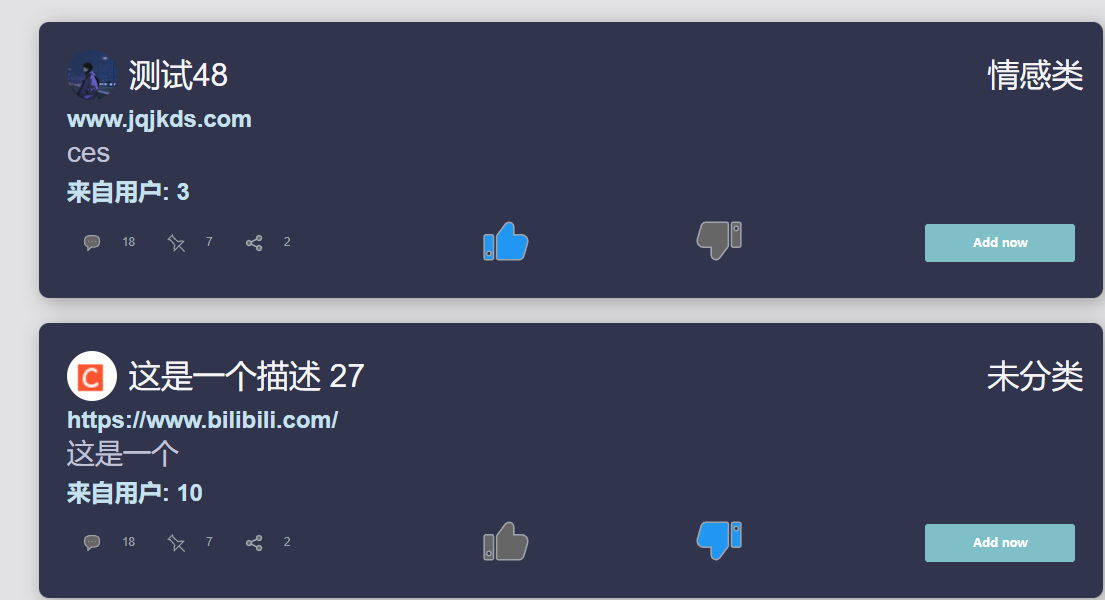 测试48 情感类
www.jqjkds.com
ces
来自用户: 3
18 7 2 Add now
C 这是一个描述 27 未分类
https://www.bilibili.com/
这是一个
来自用户: 10
18 7 2 Add now